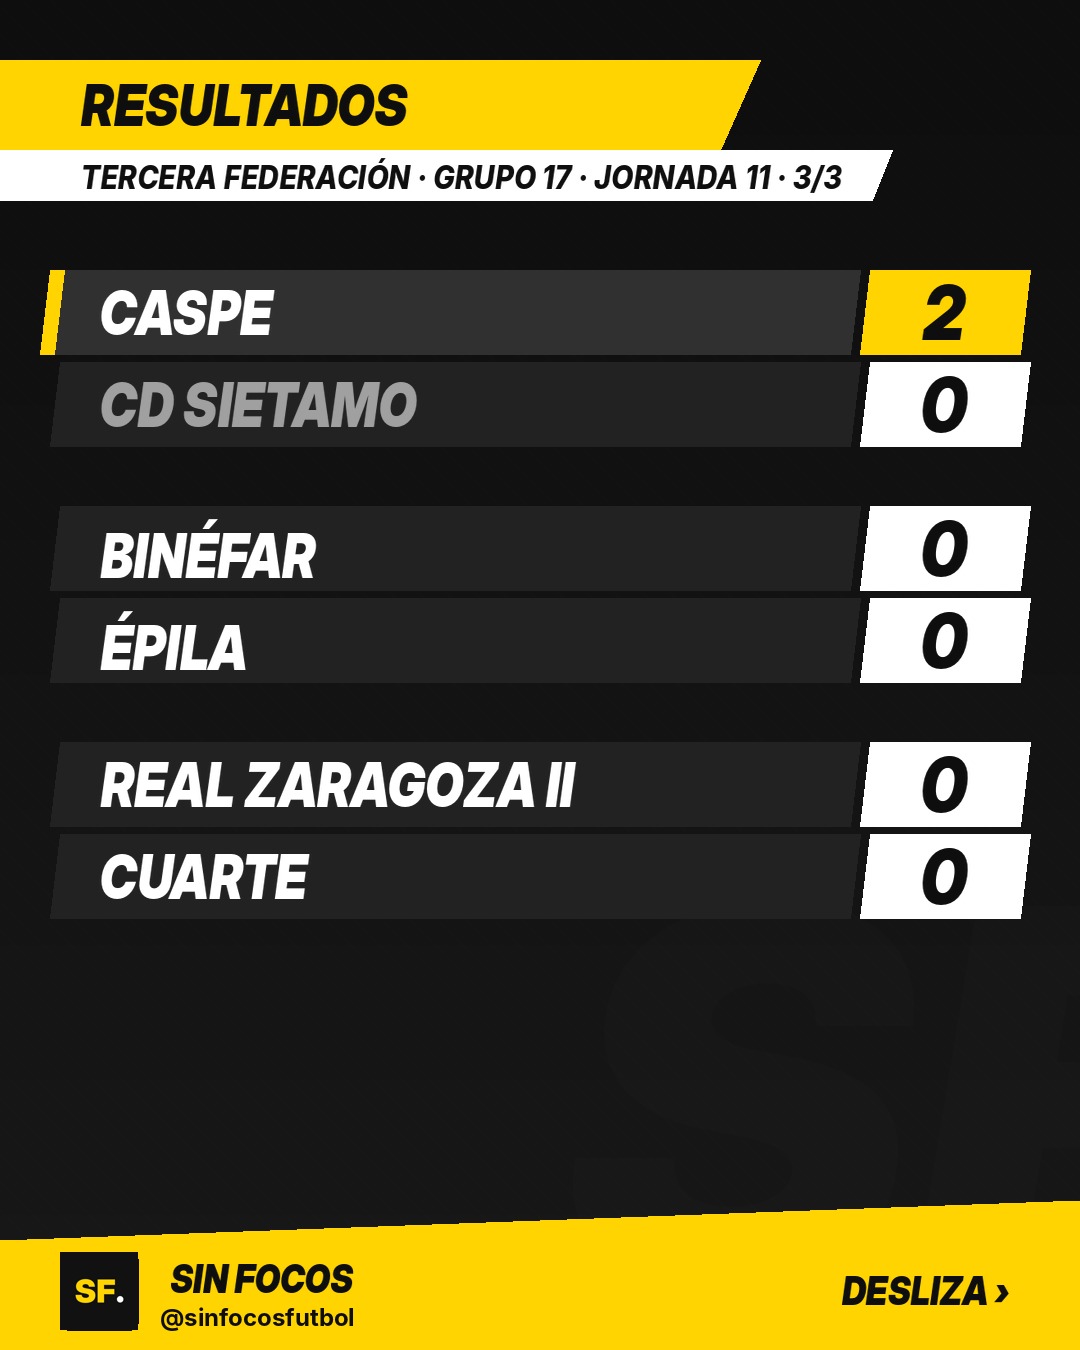 RESULTADOS
TERCERA FEDERACIÓN · GRUPO 17 · JORNADA 11 · 3/3
CASPE 2
CD SIETAMO 0
BINÉFAR 0
ÉPILA 0
REAL ZARAGOZA II 0
CUARTE 0
SF
SF.
SIN FOCOS
@sinfocosfutbol
DESLIZA ›